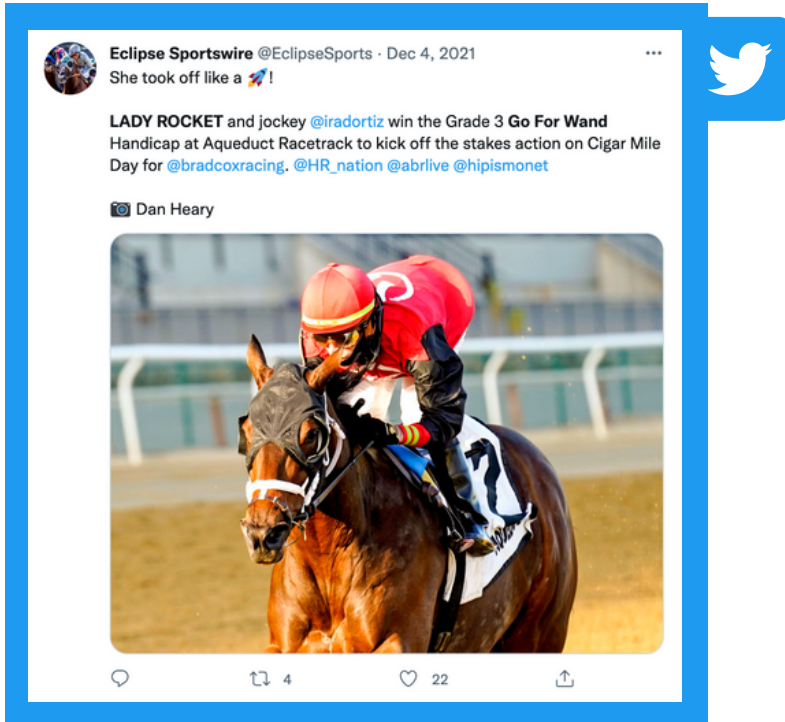 Eclipse Sportswire @EclipseSports · Dec 4, 2021
She took off like a 🚀!
LADY ROCKET and jockey @iradortiz win the Grade 3 Go For Wand
Handicap at Aqueduct Racetrack to kick off the stakes action on Cigar Mile
Day for @bradcoxracing. @HR_nation @abrlive @hipismonet
📷 Dan Heary
2
4
22